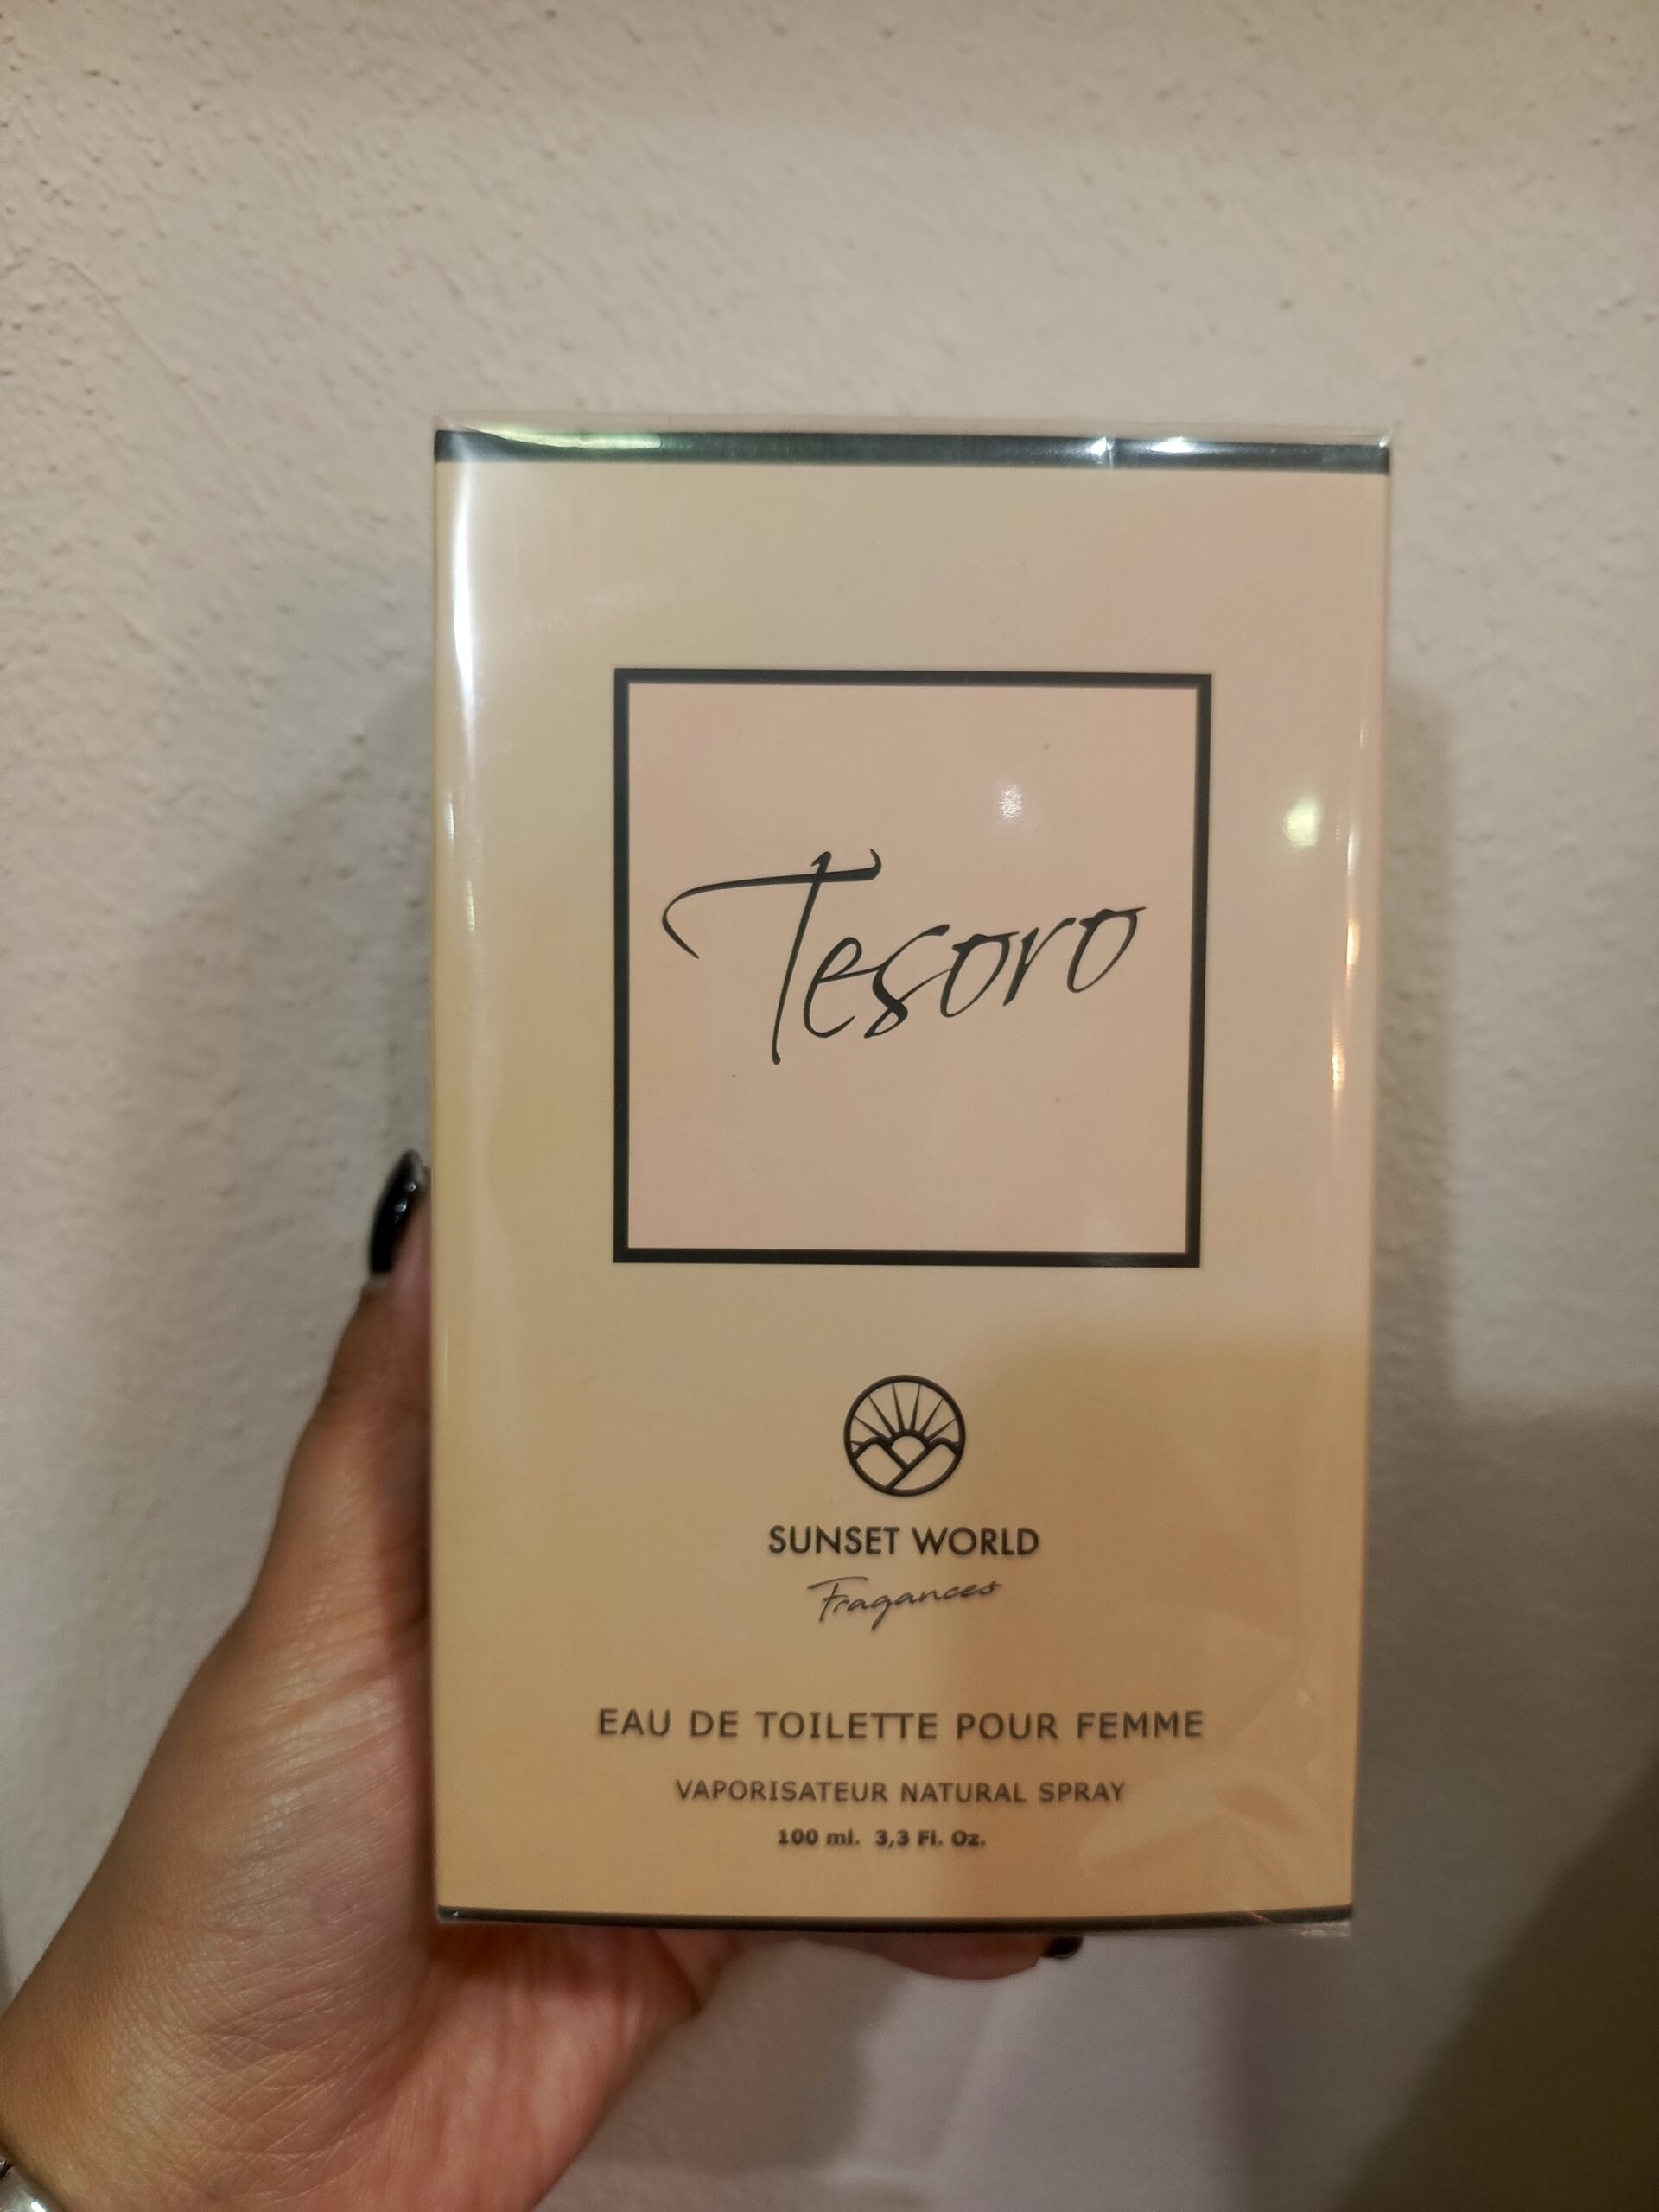 Tesoro
SUNSET WORLD
Fragances
EAU DE TOILETTE POUR FEMME
VAPORISATEUR NATURAL SPRAY
100 ml. 3,3 Fl. Oz.